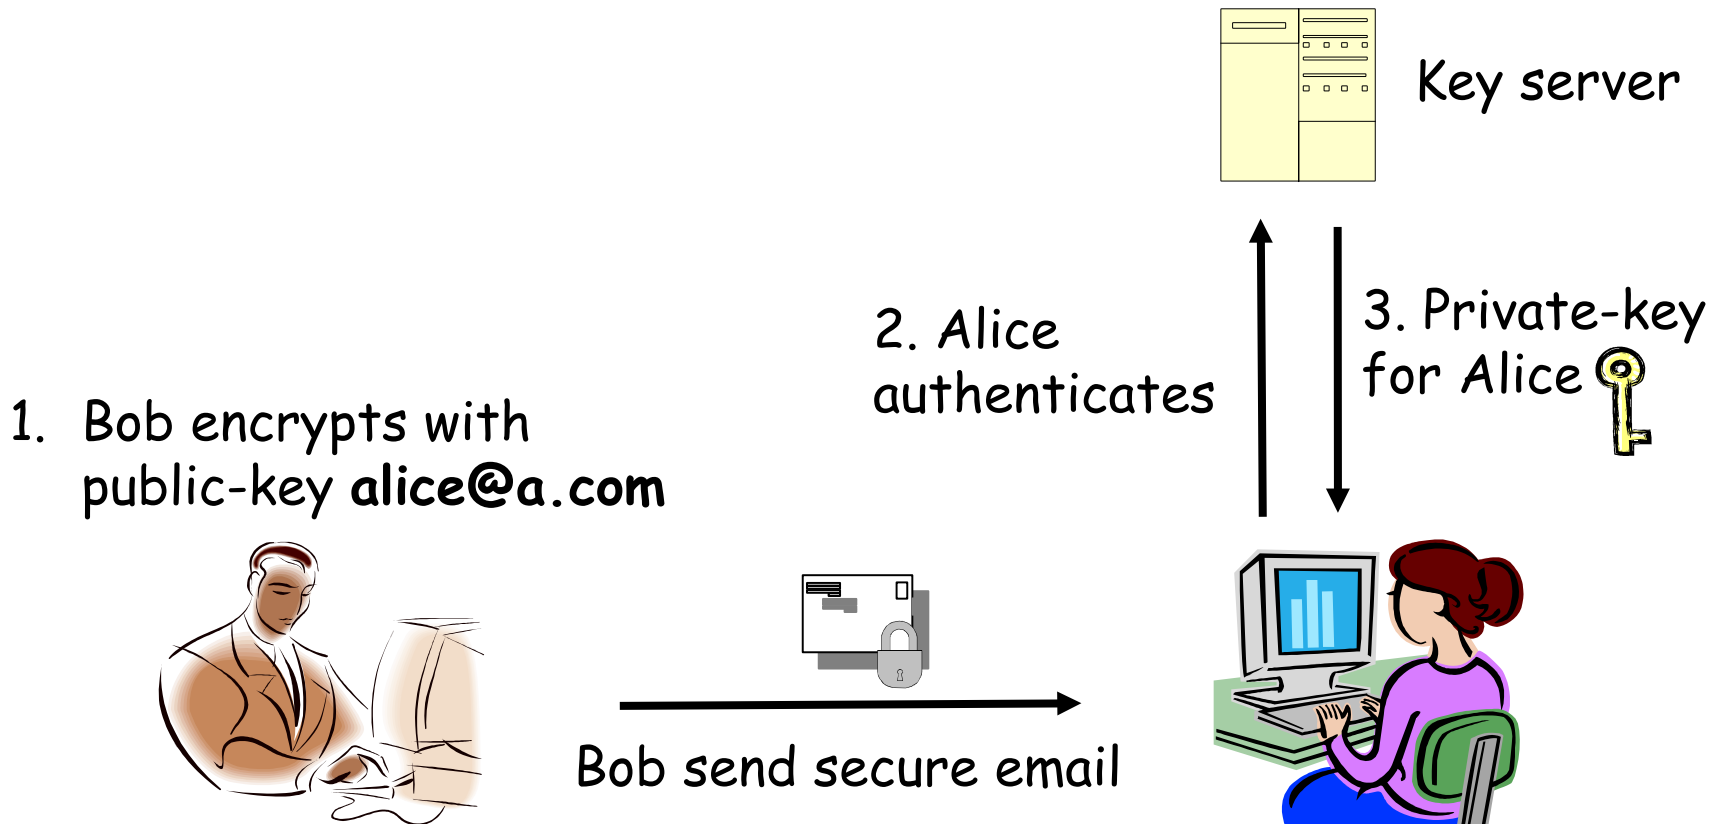 Key server
2. Alice
authenticates
3. Private-key
for Alice
1. Bob encrypts with
public-key alice@a.com
Bob send secure email